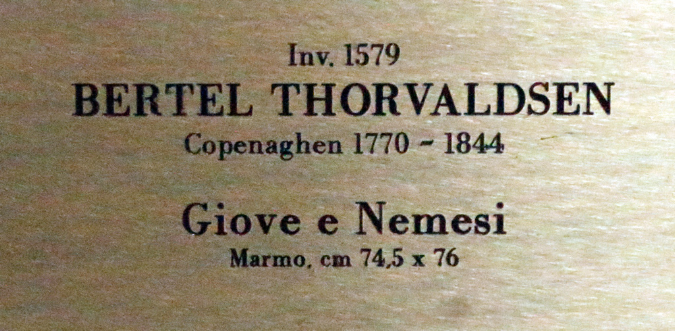 Inv. 1579
BERTEL THORVALDSEN
Copenaghen 1770 - 1844
Giove e Nemesi
Marmo, cm 74,5 x 76